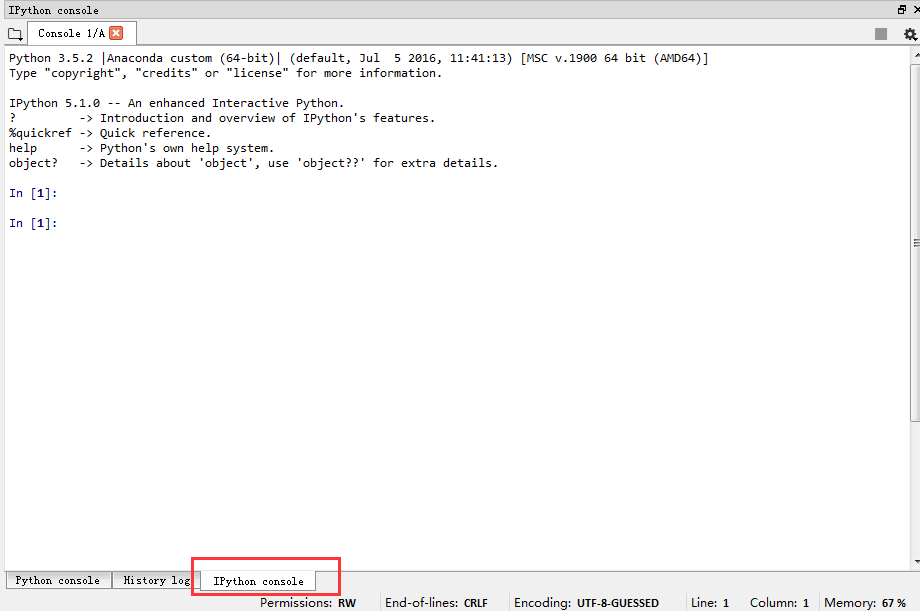 IPython console
Console 1/A
Python 3.5.2 |Anaconda custom (64-bit)| (default, Jul  5 2016, 11:41:13) [MSC v.1900 64 bit (AMD64)]
Type "copyright", "credits" or "license" for more information.
IPython 5.1.0 -- An enhanced Interactive Python.
?         -> Introduction and overview of IPython's features.
%quickref -> Quick reference.
help      -> Python's own help system.
object?   -> Details about 'object', use 'object??' for extra details.
In [1]:
In [1]:
Python console History log IPython console
Permissions: RW End-of-lines: CRLF Encoding: UTF-8-GUESSED Line: 1 Column: 1 Memory: 67 %